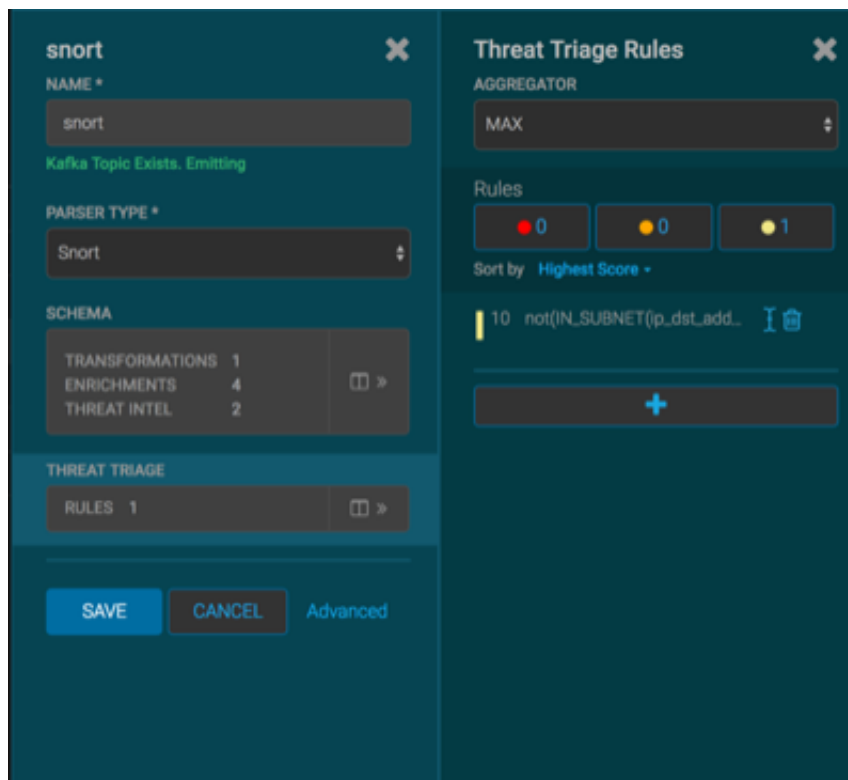 snort
NAME *
snort
Kafka Topic Exists. Emitting
PARSER TYPE *
Snort
SCHEMA
TRANSFORMATIONS 1
ENRICHMENTS 4
THREAT INTEL 2
THREAT TRIAGE
RULES 1
SAVE CANCEL Advanced
Threat Triage Rules
AGGREGATOR
MAX
Rules
0 0 1
Sort by Highest Score
10 not(IN_SUBNET(ip_dst_add...